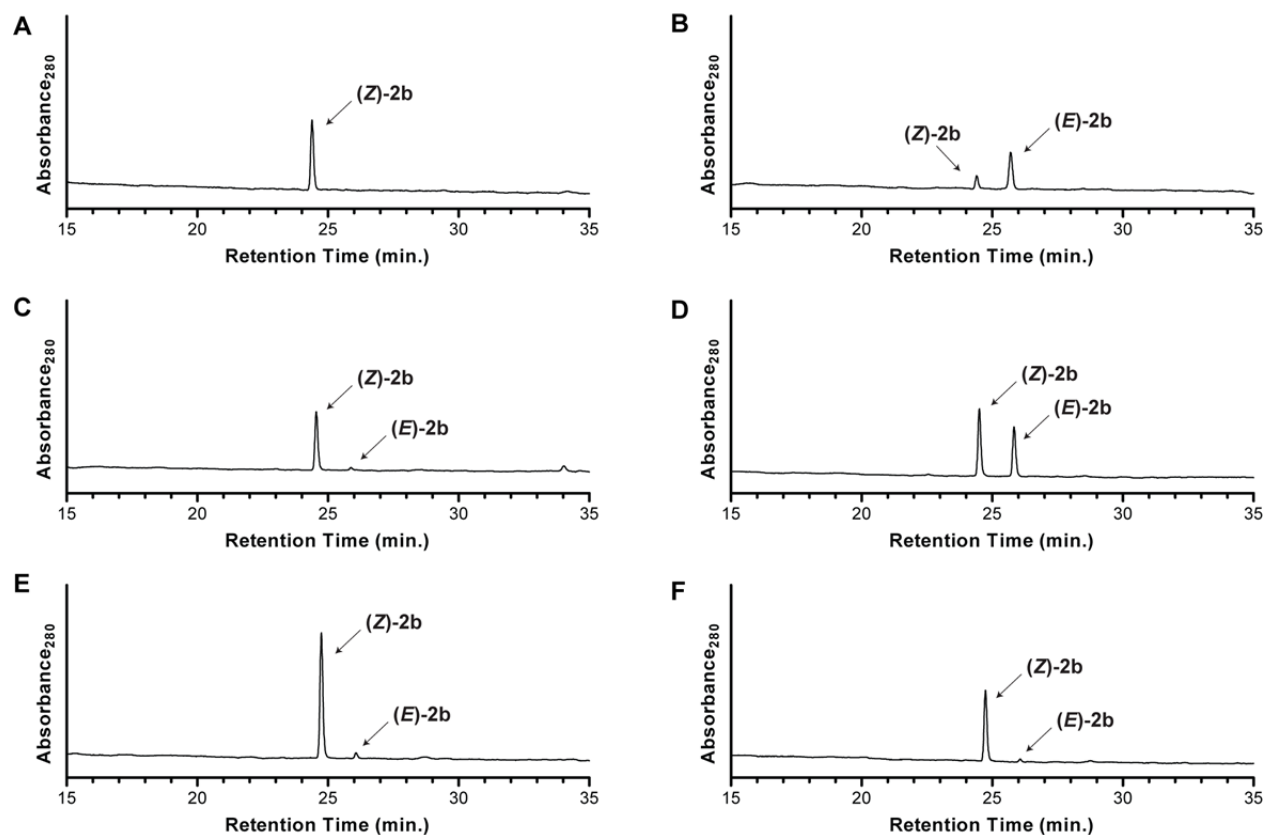 A
Absorbance280
(Z)-2b
15 20 25 30 35
Retention Time (min.)
B
Absorbance280
(Z)-2b
(E)-2b
15 20 25 30 35
Retention Time (min.)
C
Absorbance280
(Z)-2b
(E)-2b
15 20 25 30 35
Retention Time (min.)
D
Absorbance280
(Z)-2b
(E)-2b
15 20 25 30 35
Retention Time (min.)
E
Absorbance280
(Z)-2b
(E)-2b
15 20 25 30 35
Retention Time (min.)
F
Absorbance280
(Z)-2b
(E)-2b
15 20 25 30 35
Retention Time (min.)